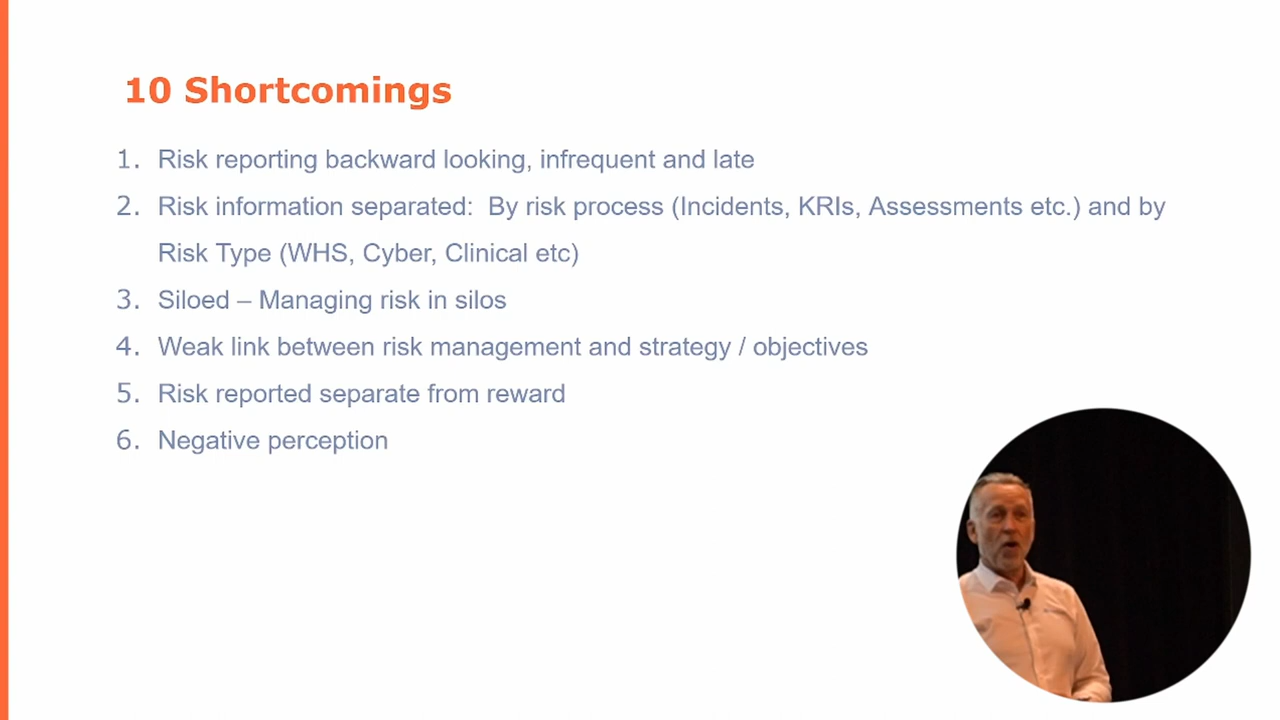 10 Shortcomings
1. Risk reporting backward looking, infrequent and late
2. Risk information separated:  By risk process (Incidents, KRIs, Assessments etc.) and by
Risk Type (WHS, Cyber, Clinical etc)
3. Siloed – Managing risk in silos
4. Weak link between risk management and strategy / objectives
5. Risk reported separate from reward
6. Negative perception